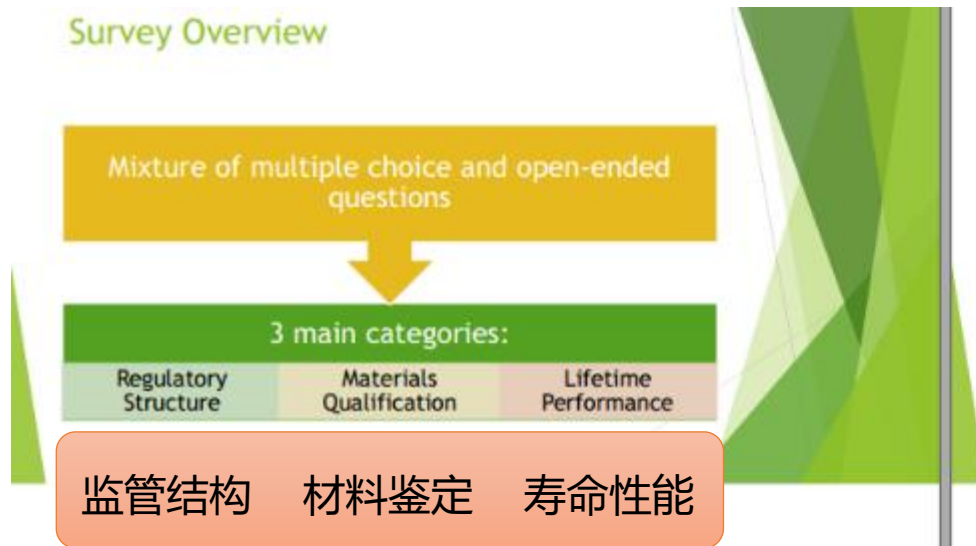 Survey Overview
Mixture of multiple choice and open-ended
questions
3 main categories:
Regulatory
Structure
Materials
Qualification
Lifetime
Performance
监管结构 材料鉴定 寿命性能